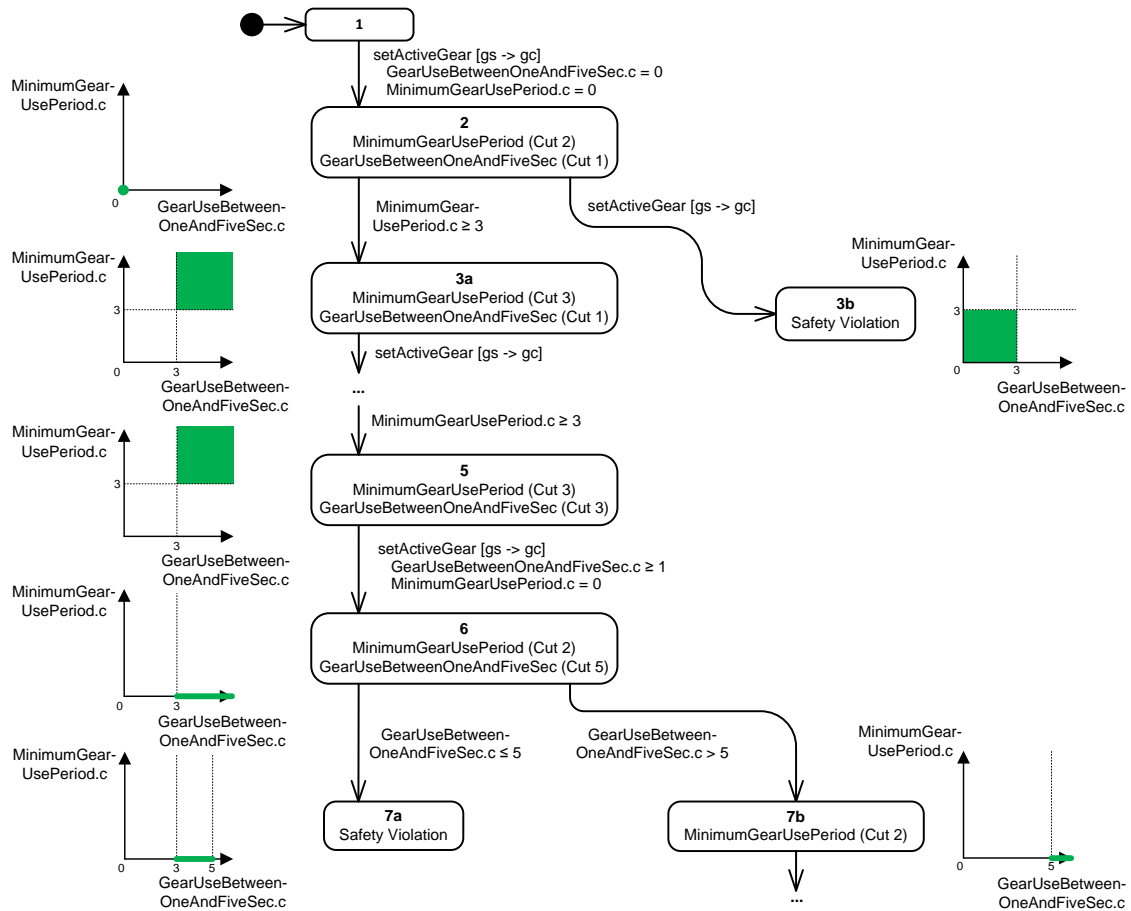 1
setActiveGear [gs -> gc]
GearUseBetweenOneAndFiveSec.c = 0
MinimumGearUsePeriod.c = 0
MinimumGear-
UsePeriod.c
0
GearUseBetween-
OneAndFiveSec.c
2
MinimumGearUsePeriod (Cut 2)
GearUseBetweenOneAndFiveSec (Cut 1)
MinimumGear-
UsePeriod.c ≥ 3
setActiveGear [gs -> gc]
MinimumGear-
UsePeriod.c
3
0
3
GearUseBetween-
OneAndFiveSec.c
3a
MinimumGearUsePeriod (Cut 3)
GearUseBetweenOneAndFiveSec (Cut 1)
3b
Safety Violation
MinimumGear-
UsePeriod.c
3
0
3
GearUseBetween-
OneAndFiveSec.c
setActiveGear [gs -> gc]
...
MinimumGearUsePeriod.c ≥ 3
MinimumGear-
UsePeriod.c
3
0
3
GearUseBetween-
OneAndFiveSec.c
5
MinimumGearUsePeriod (Cut 3)
GearUseBetweenOneAndFiveSec (Cut 3)
setActiveGear [gs -> gc]
GearUseBetweenOneAndFiveSec.c ≥ 1
MinimumGearUsePeriod.c = 0
MinimumGear-
UsePeriod.c
0
3
GearUseBetween-
OneAndFiveSec.c
6
MinimumGearUsePeriod (Cut 2)
GearUseBetweenOneAndFiveSec (Cut 5)
GearUseBetween-
OneAndFiveSec.c ≤ 5
GearUseBetween-
OneAndFiveSec.c > 5
MinimumGear-
UsePeriod.c
0
3
5
GearUseBetween-
OneAndFiveSec.c
7a
Safety Violation
7b
MinimumGearUsePeriod (Cut 2)
...
MinimumGear-
UsePeriod.c
0
5
GearUseBetween-
OneAndFiveSec.c